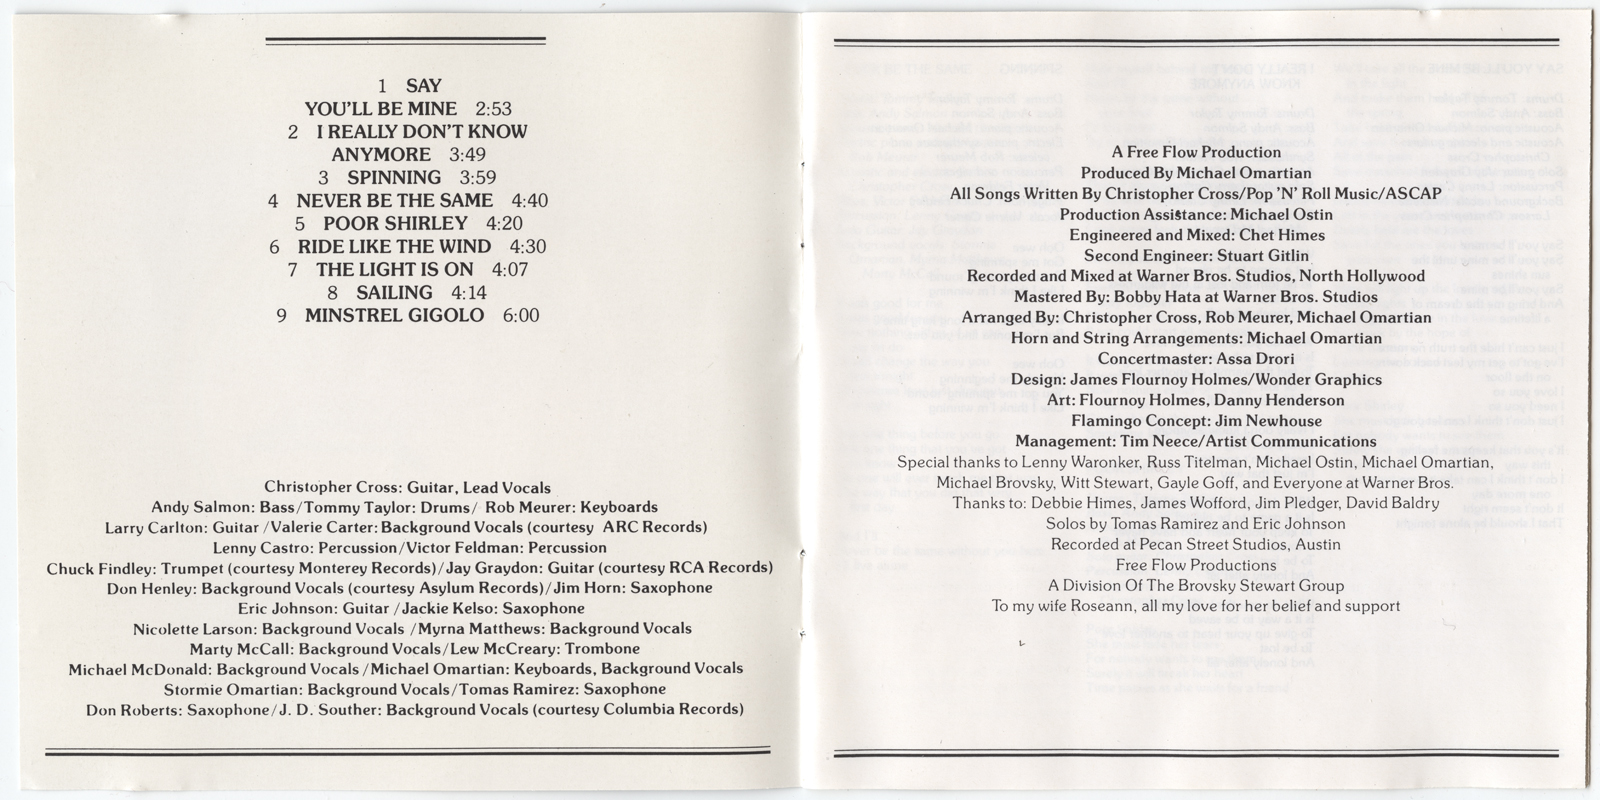 1 SAY
YOU'LL BE MINE 2:53
2 I REALLY DON'T KNOW
ANYMORE 3:49
3 SPINNING 3:59
4 NEVER BE THE SAME 4:40
5 POOR SHIRLEY 4:20
6 RIDE LIKE THE WIND 4:30
7 THE LIGHT IS ON 4:07
8 SAILING 4:14
9 MINSTREL GIGOLO 6:00
Christopher Cross: Guitar, Lead Vocals
Andy Salmon: Bass/Tommy Taylor: Drums/ Rob Meurer: Keyboards
Larry Carlton: Guitar /Valerie Carter: Background Vocals (courtesy ARC Records)
Lenny Castro: Percussion/Victor Feldman: Percussion
Chuck Findley: Trumpet (courtesy Monterey Records)/Jay Graydon: Guitar (courtesy RCA Records)
Don Henley: Background Vocals (courtesy Asylum Records)/Jim Horn: Saxophone
Eric Johnson: Guitar /Jackie Kelso: Saxophone
Nicolette Larson: Background Vocals /Myrna Matthews: Background Vocals
Marty McCall: Background Vocals/Lew McCreary: Trombone
Michael McDonald: Background Vocals /Michael Omartian: Keyboards, Background Vocals
Stormie Omartian: Background Vocals/Tomas Ramirez: Saxophone
Don Roberts: Saxophone/J. D. Souther: Background Vocals (courtesy Columbia Records)
A Free Flow Production
Produced By Michael Omartian
All Songs Written By Christopher Cross/Pop 'N' Roll Music/ASCAP
Production Assistance: Michael Ostin
Engineered and Mixed: Chet Himes
Second Engineer: Stuart Gitlin
Recorded and Mixed at Warner Bros. Studios, North Hollywood
Mastered By: Bobby Hata at Warner Bros. Studios
Arranged By: Christopher Cross, Rob Meurer, Michael Omartian
Horn and String Arrangements: Michael Omartian
Concertmaster: Assa Drori
Design: James Flournoy Holmes/Wonder Graphics
Art: Flournoy Holmes, Danny Henderson
Flamingo Concept: Jim Newhouse
Management: Tim Neece/Artist Communications
Special thanks to Lenny Waronker, Russ Titelman, Michael Ostin, Michael Omartian,
Michael Brovsky, Witt Stewart, Gayle Goff, and Everyone at Warner Bros.
Thanks to: Debbie Himes, James Wofford, Jim Pledger, David Baldry
Solos by Tomas Ramirez and Eric Johnson
Recorded at Pecan Street Studios, Austin
Free Flow Productions
A Division Of The Brovsky Stewart Group
To my wife Roseann, all my love for her belief and support